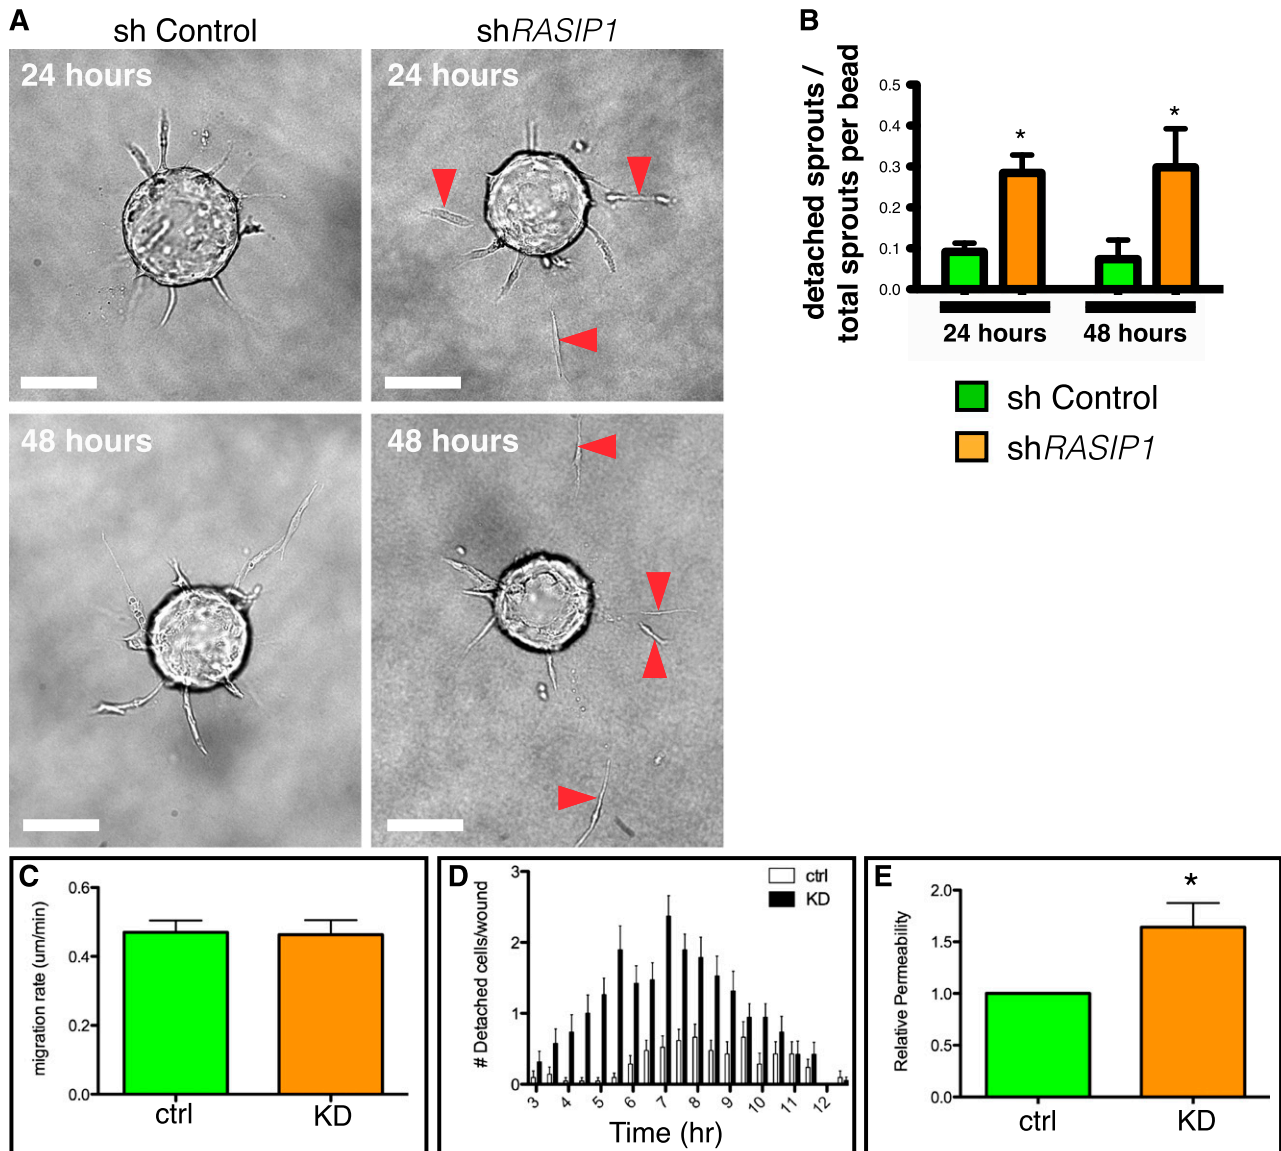 A
sh Control
shRASIP1
24 hours
24 hours
48 hours
48 hours
B
detached sprouts /
total sprouts per bead
0.5
0.4
0.3
0.2
0.1
0.0
*
*
24 hours
48 hours
sh Control
shRASIP1
C
migration rate (um/min)
0.6
0.4
0.2
0.0
ctrl
KD
D
# Detached cells/wound
3
2
1
0
ctrl
KD
3
4
5
6
7
8
9
10
11
12
Time (hr)
E
Relative Permeability
2.0
1.5
1.0
0.5
0.0
*
ctrl
KD